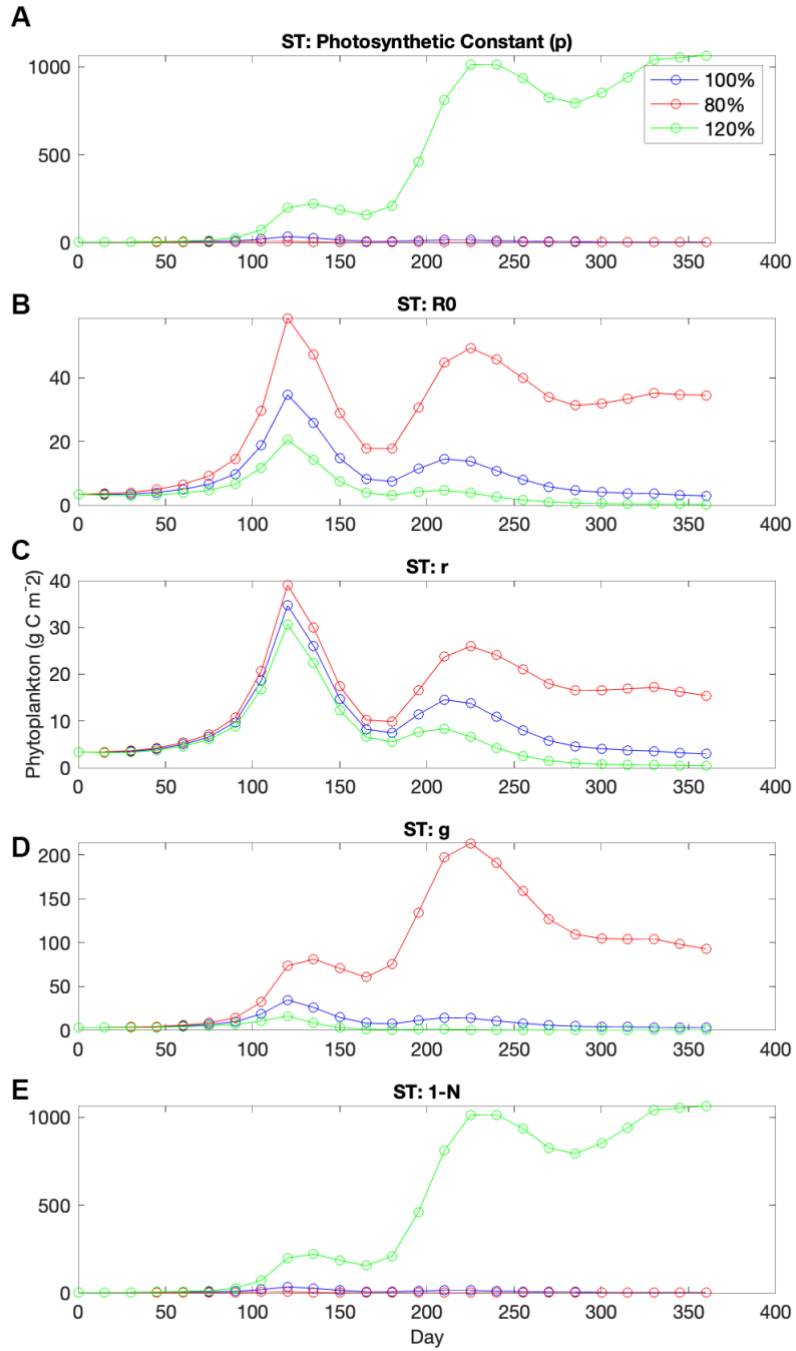 A
ST: Photosynthetic Constant (p)
1000
500
0
100%
80%
120%
0 50 100 150 200 250 300 350 400
B
ST: R0
40
20
0
0 50 100 150 200 250 300 350 400
C
ST: r
Phytoplankton (g C m⁻2)
40
30
20
10
0
0 50 100 150 200 250 300 350 400
D
ST: g
200
150
100
50
0
0 50 100 150 200 250 300 350 400
E
ST: 1-N
1000
500
0
0 50 100 150 200 250 300 350 400
Day